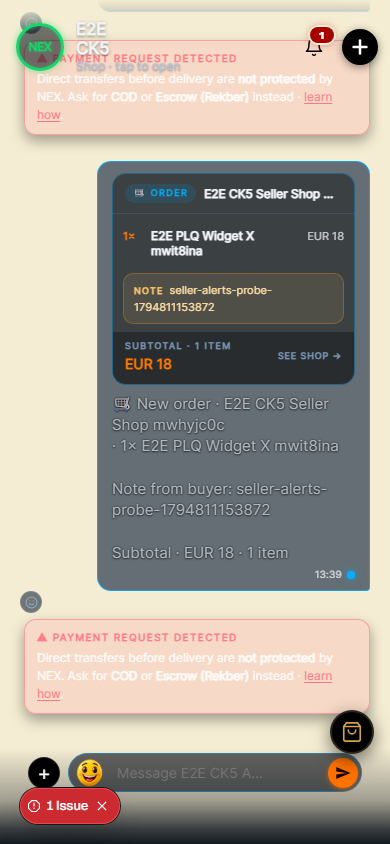 NEX
E2E
CK5
Shop · tap to open
1
▲ PAYMENT REQUEST DETECTED
Direct transfers before delivery are not protected by
NEX. Ask for COD or Escrow (Rekber) instead · learn
how.
ORDER E2E CK5 Seller Shop ...
1× E2E PLQ Widget X EUR 18
mwit8ina
NOTE seller-alerts-probe-
1794811153872
SUBTOTAL · 1 ITEM
EUR 18
SEE SHOP →
New order · E2E CK5 Seller
Shop mwhyjc0c
· 1× E2E PLQ Widget X mwit8ina
Note from buyer: seller-alerts-
probe-1794811153872
Subtotal · EUR 18 · 1 item
13:39
▲ PAYMENT REQUEST DETECTED
Direct transfers before delivery are not protected by
NEX. Ask for COD or Escrow (Rekber) instead · learn
how
Message E2E CK5 A...
1 Issue